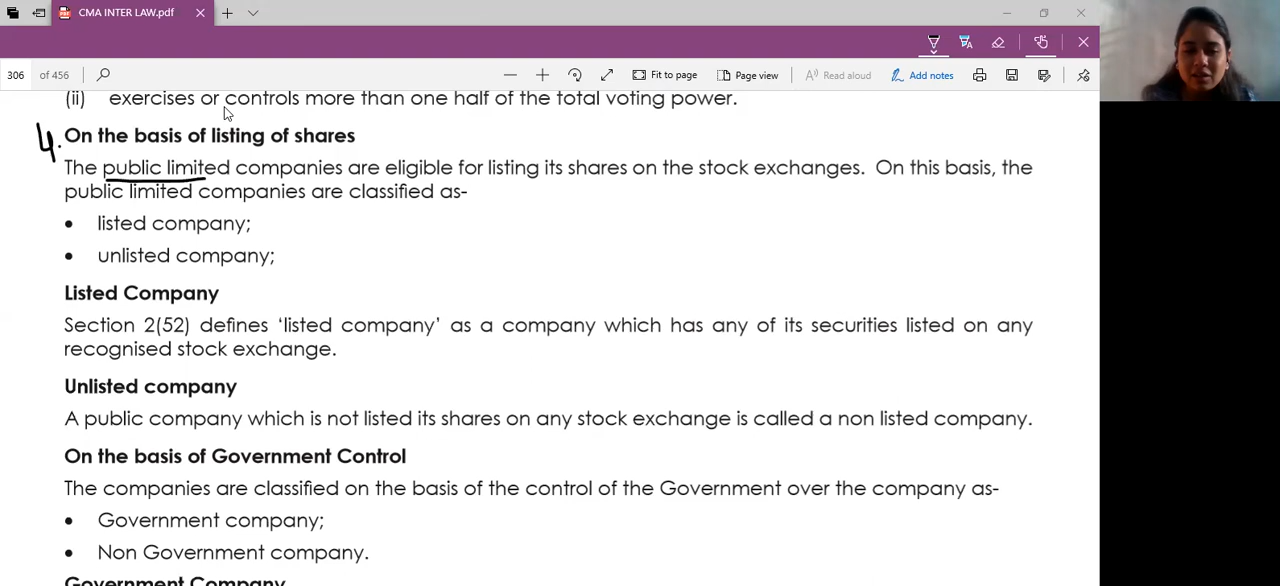 CMA INTER LAW.pdf
306 of 456
Fit to page
Page view
Read aloud
Add notes
(ii) exercises or controls more than one half of the total voting power.
4. On the basis of listing of shares
The public limited companies are eligible for listing its shares on the stock exchanges. On this basis, the
public limited companies are classified as-
• listed company;
• unlisted company;
Listed Company
Section 2(52) defines ‘listed company’ as a company which has any of its securities listed on any
recognised stock exchange.
Unlisted company
A public company which is not listed its shares on any stock exchange is called a non listed company.
On the basis of Government Control
The companies are classified on the basis of the control of the Government over the company as-
• Government company;
• Non Government company.
Government Company